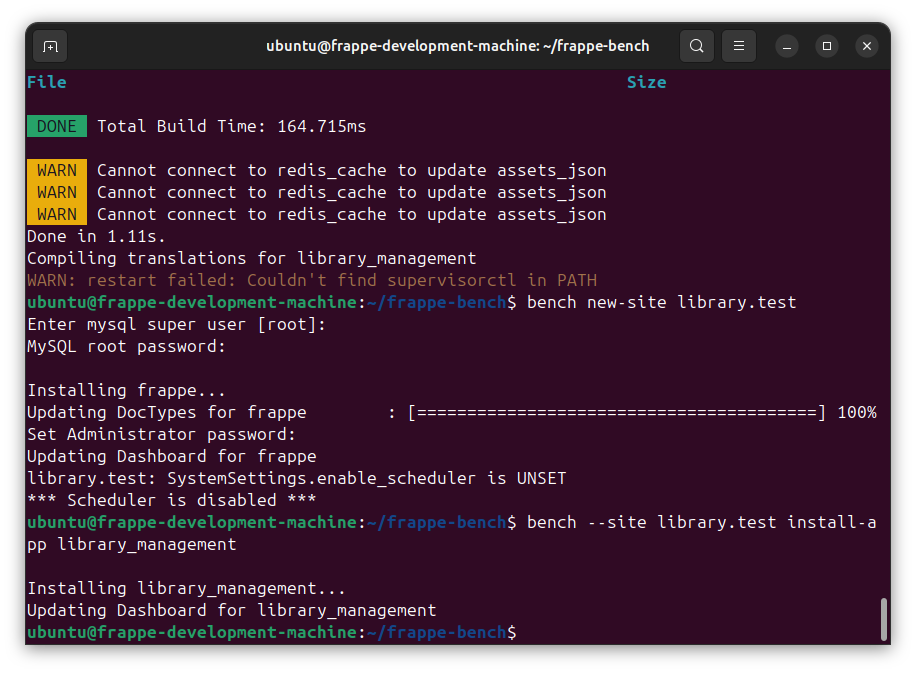 ubuntu@frappe-development-machine: ~/frappe-bench
File Size
DONE Total Build Time: 164.715ms
WARN Cannot connect to redis_cache to update assets_json
WARN Cannot connect to redis_cache to update assets_json
WARN Cannot connect to redis_cache to update assets_json
Done in 1.11s.
Compiling translations for library_management
WARN: restart failed: Couldn't find supervisorctl in PATH
ubuntu@frappe-development-machine:~/frappe-bench$ bench new-site library.test
Enter mysql super user [root]:
MySQL root password:
Installing frappe...
Updating DocTypes for frappe        : [========================================] 100%
Set Administrator password:
Updating Dashboard for frappe
library.test: SystemSettings.enable_scheduler is UNSET
*** Scheduler is disabled ***
ubuntu@frappe-development-machine:~/frappe-bench$ bench --site library.test install-a
pp library_management
Installing library_management...
Updating Dashboard for library_management
ubuntu@frappe-development-machine:~/frappe-bench$